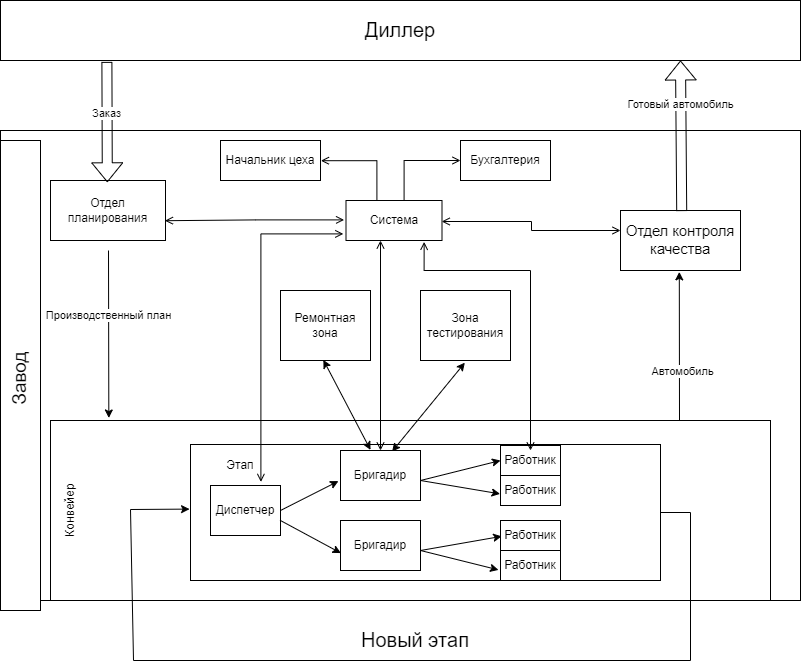 Диллер
Заказ
Готовый автомобиль
Начальник цеха
Бухгалтерия
Отдел
планирования
Система
Отдел контроля
качества
Производственный план
Ремонтная
зона
Зона
тестирования
Завод
Автомобиль
Этап
Бригадир
Работник
Работник
Конвейер
Диспетчер
Бригадир
Работник
Работник
Новый этап